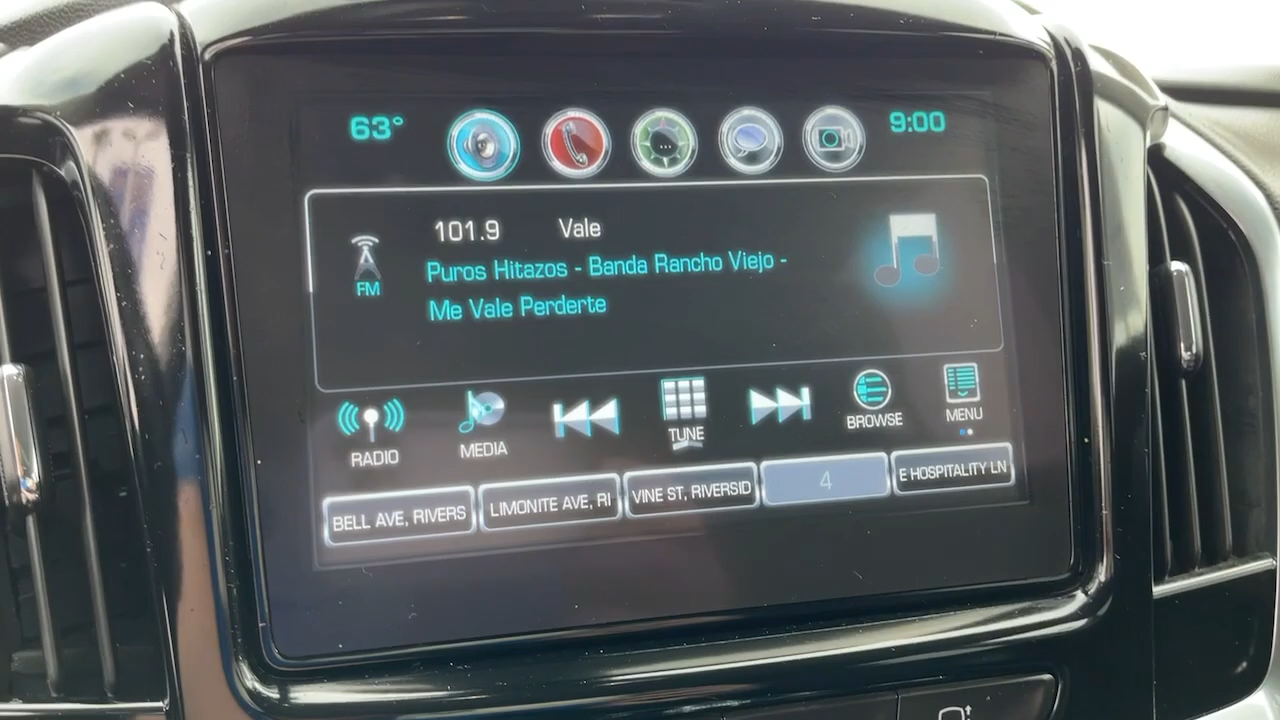 63° 9:00
101.9 Vale
FM
Puros Hitazos - Banda Rancho Viejo -
Me Vale Perderte
RADIO MEDIA TUNE BROWSE MENU
BELL AVE, RIVERS LIMONITE AVE, RI VINE ST, RIVERSID 4 E HOSPITALITY LN